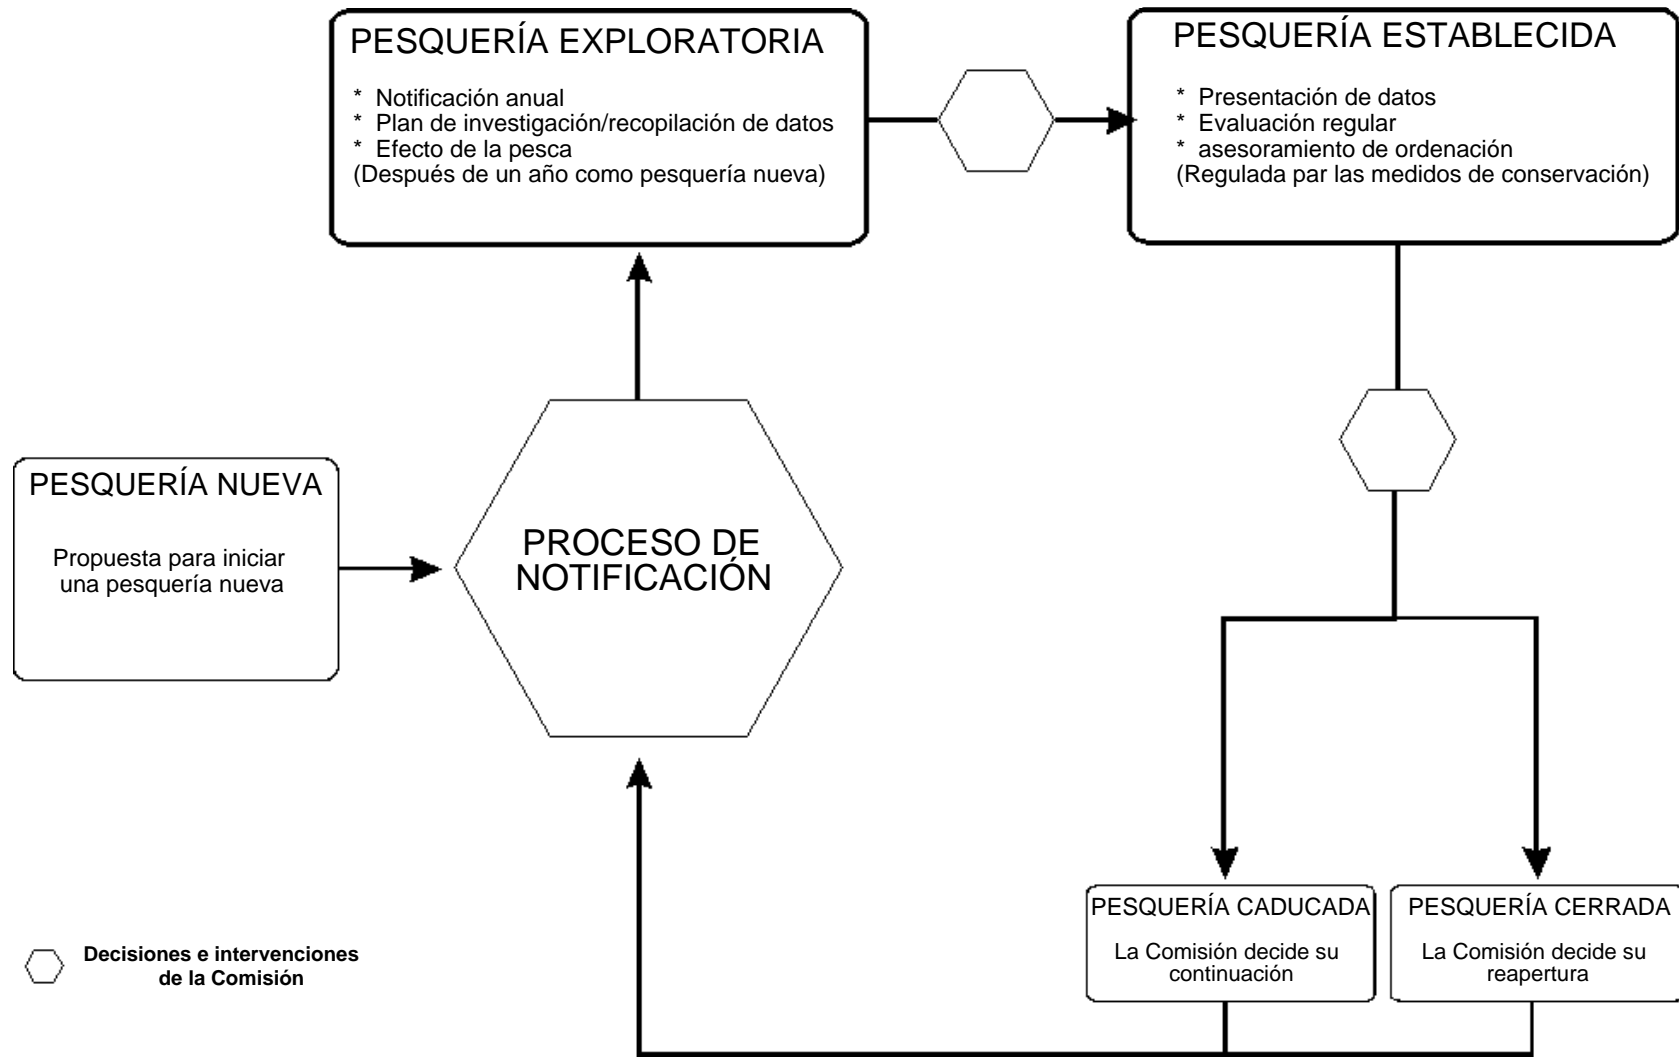 PESQUERÍA EXPLORATORIA
* Notificación anual
* Plan de investigación/recopilación de datos
* Efecto de la pesca
(Después de un año como pesquería nueva)
PESQUERÍA ESTABLECIDA
* Presentación de datos
* Evaluación regular
* asesoramiento de ordenación
(Regulada par las medidos de conservación)
PESQUERÍA NUEVA
Propuesta para iniciar
una pesquería nueva
PROCESO DE
NOTIFICACIÓN
PESQUERÍA CADUCADA
La Comisión decide su
continuación
PESQUERÍA CERRADA
La Comisión decide su
reapertura
Decisiones e intervenciones
de la Comisión